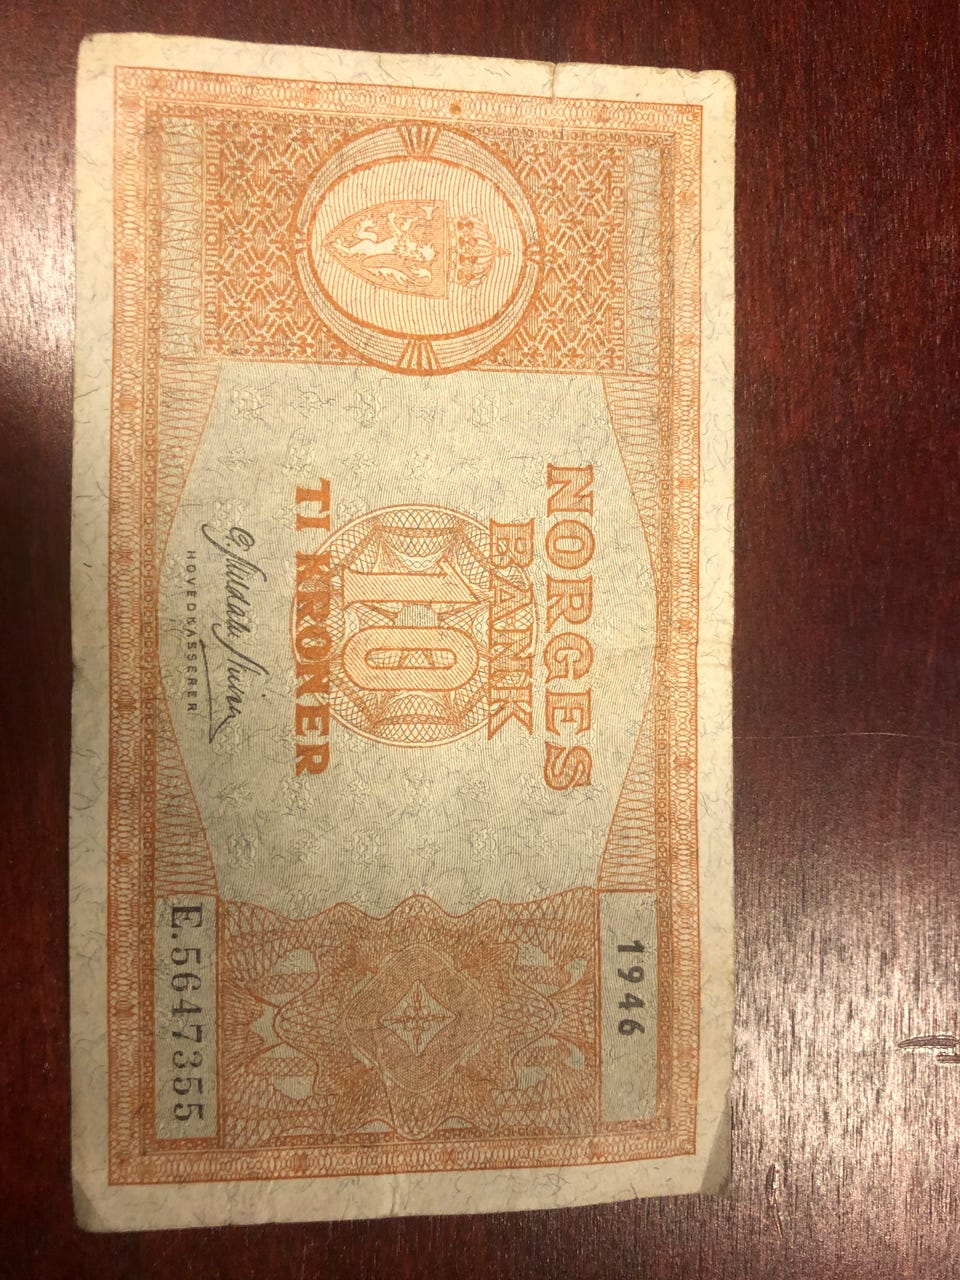 1946
NORGES
BANK
10
TI KRONER
HOVEDKASSERER
E.5647355